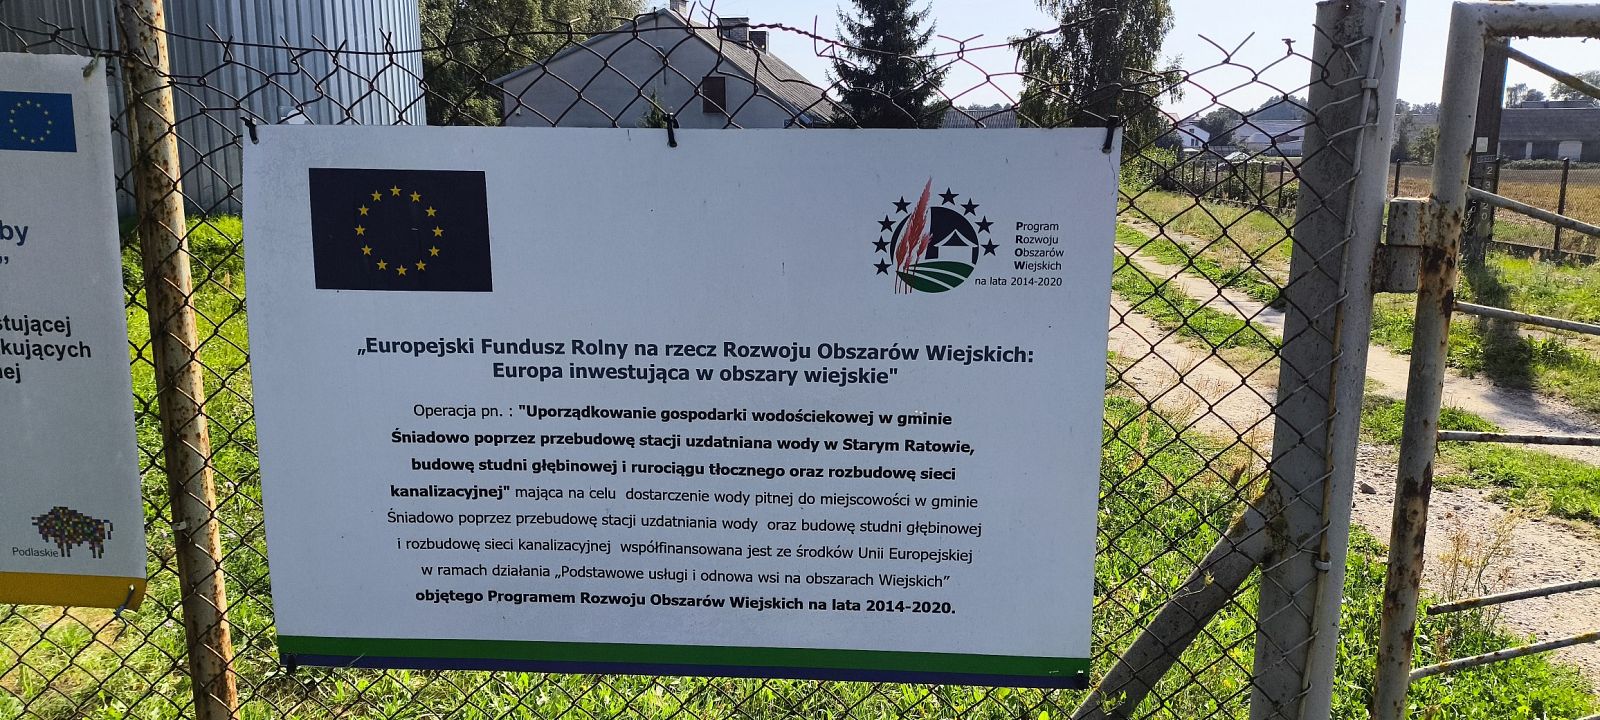 by
”
stującej
kujących
nej
Podlaskie
Program
Rozwoju
Obszarów
Wiejskich
na lata 2014-2020
„Europejski Fundusz Rolny na rzecz Rozwoju Obszarów Wiejskich:
Europa inwestująca w obszary wiejskie"
Operacja pn. : "Uporządkowanie gospodarki wodościekowej w gminie
Śniadowo poprzez przebudowę stacji uzdatniana wody w Starym Ratowie,
budowę studni głębinowej i rurociągu tłocznego oraz rozbudowę sieci
kanalizacyjnej" mająca na celu dostarczenie wody pitnej do miejscowości w gminie
Śniadowo poprzez przebudowę stacji uzdatniania wody oraz budowę studni głębinowej
i rozbudowę sieci kanalizacyjnej współfinansowana jest ze środków Unii Europejskiej
w ramach działania „Podstawowe usługi i odnowa wsi na obszarach Wiejskich”
objętego Programem Rozwoju Obszarów Wiejskich na lata 2014-2020.